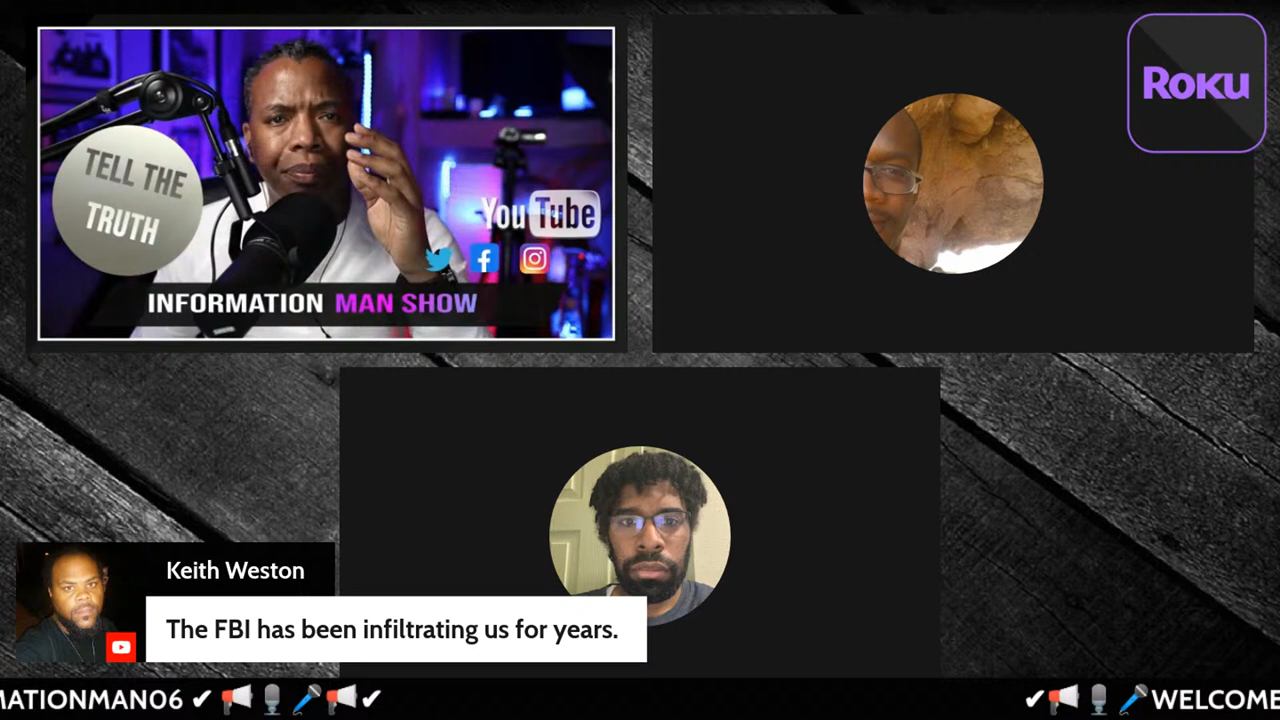 ROKU
TELL THE
TRUTH
YouTube
INFORMATION MAN SHOW
Keith Weston
The FBI has been infiltrating us for years.
MATIONMAN06 ✔ 📢 🎙 🎤 📢 ✔
✔ 📢 🎙 🎤 WELCOME